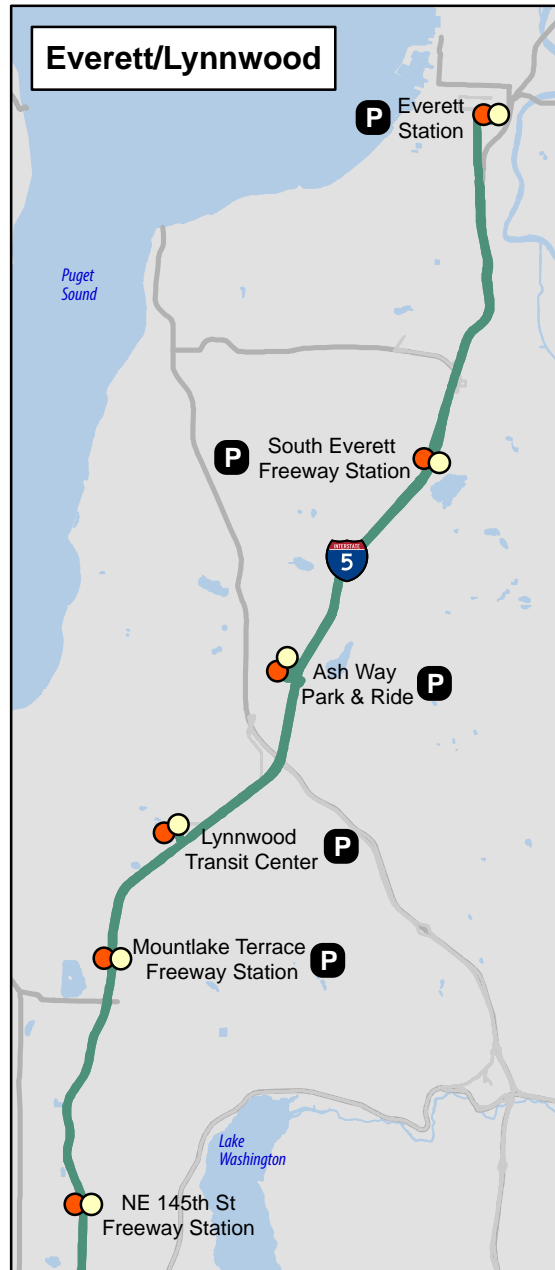 Everett/Lynnwood
P
Everett
Station
Puget
Sound
P
South Everett
Freeway Station
INTERSTATE
5
Ash Way
Park & Ride
P
Lynnwood
Transit Center
P
Mountlake Terrace
Freeway Station
P
Lake
Washington
NE 145th St
Freeway Station